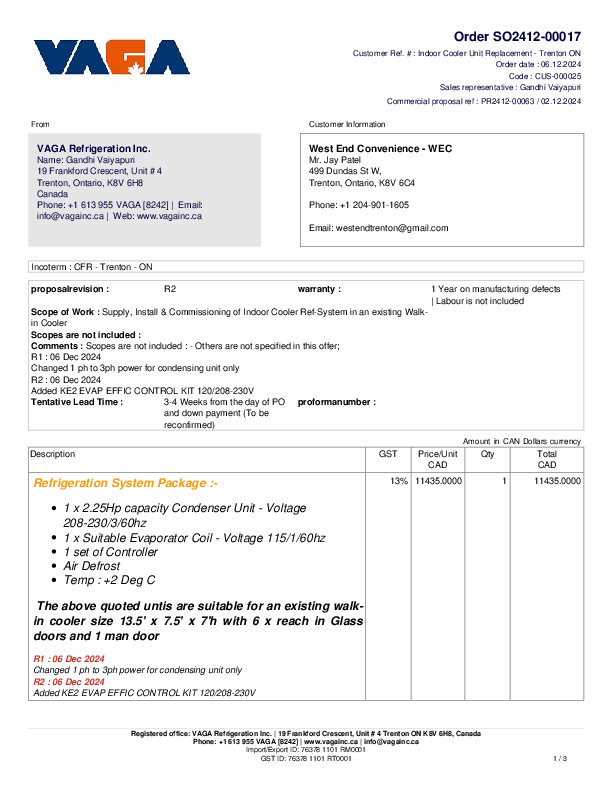 VAGA
Order SO2412-00017
Customer Ref. # : Indoor Cooler Unit Replacement - Trenton ON
Order date : 06.12.2024
Code : CUS-000025
Sales representative : Gandhi Vaiyapuri
Commercial proposal ref : PR2412-00063 / 02.12.2024
From
Customer Information
VAGA Refrigeration Inc.
Name: Gandhi Vaiyapuri
19 Frankford Crescent, Unit # 4
Trenton, Ontario, K8V 6H8
Canada
Phone: +1 613 955 VAGA [8242] | Email:
info@vagainc.ca | Web: www.vagainc.ca
West End Convenience - WEC
Mr. Jay Patel
499 Dundas St W,
Trenton, Ontario, K8V 6C4
Phone: +1 204-901-1605
Email: westendtrenton@gmail.com
Incoterm : CFR - Trenton - ON
proposalrevision : R2 warranty : 1 Year on manufacturing defects
| Labour is not included
Scope of Work : Supply, Install & Commissioning of Indoor Cooler Ref-System in an existing Walk-
in Cooler
Scopes are not included :
Comments : Scopes are not included : - Others are not specified in this offer;
R1 : 06 Dec 2024
Changed 1 ph to 3ph power for condensing unit only
R2 : 06 Dec 2024
Added KE2 EVAP EFFIC CONTROL KIT 120/208-230V
Tentative Lead Time : 3-4 Weeks from the day of PO proformanumber :
and down payment (To be
reconfirmed)
Amount in CAN Dollars currency
Description GST Price/Unit Qty Total
CAD CAD
Refrigeration System Package :- 13% 11435.0000 1 11435.0000
• 1 x 2.25Hp capacity Condenser Unit - Voltage
208-230/3/60hz
• 1 x Suitable Evaporator Coil - Voltage 115/1/60hz
• 1 set of Controller
• Air Defrost
• Temp : +2 Deg C
The above quoted untis are suitable for an existing walk-
in cooler size 13.5' x 7.5' x 7'h with 6 x reach in Glass
doors and 1 man door
R1 : 06 Dec 2024
Changed 1 ph to 3ph power for condensing unit only
R2 : 06 Dec 2024
Added KE2 EVAP EFFIC CONTROL KIT 120/208-230V
Registered office: VAGA Refrigeration Inc. | 19 Frankford Crescent, Unit # 4 Trenton ON K8V 6H8, Canada
Phone: +1 613 955 VAGA [8242] | www.vagainc.ca | info@vagainc.ca
Import/Export ID: 76378 1101 RM0001
GST ID: 76378 1101 RT0001
1 / 3